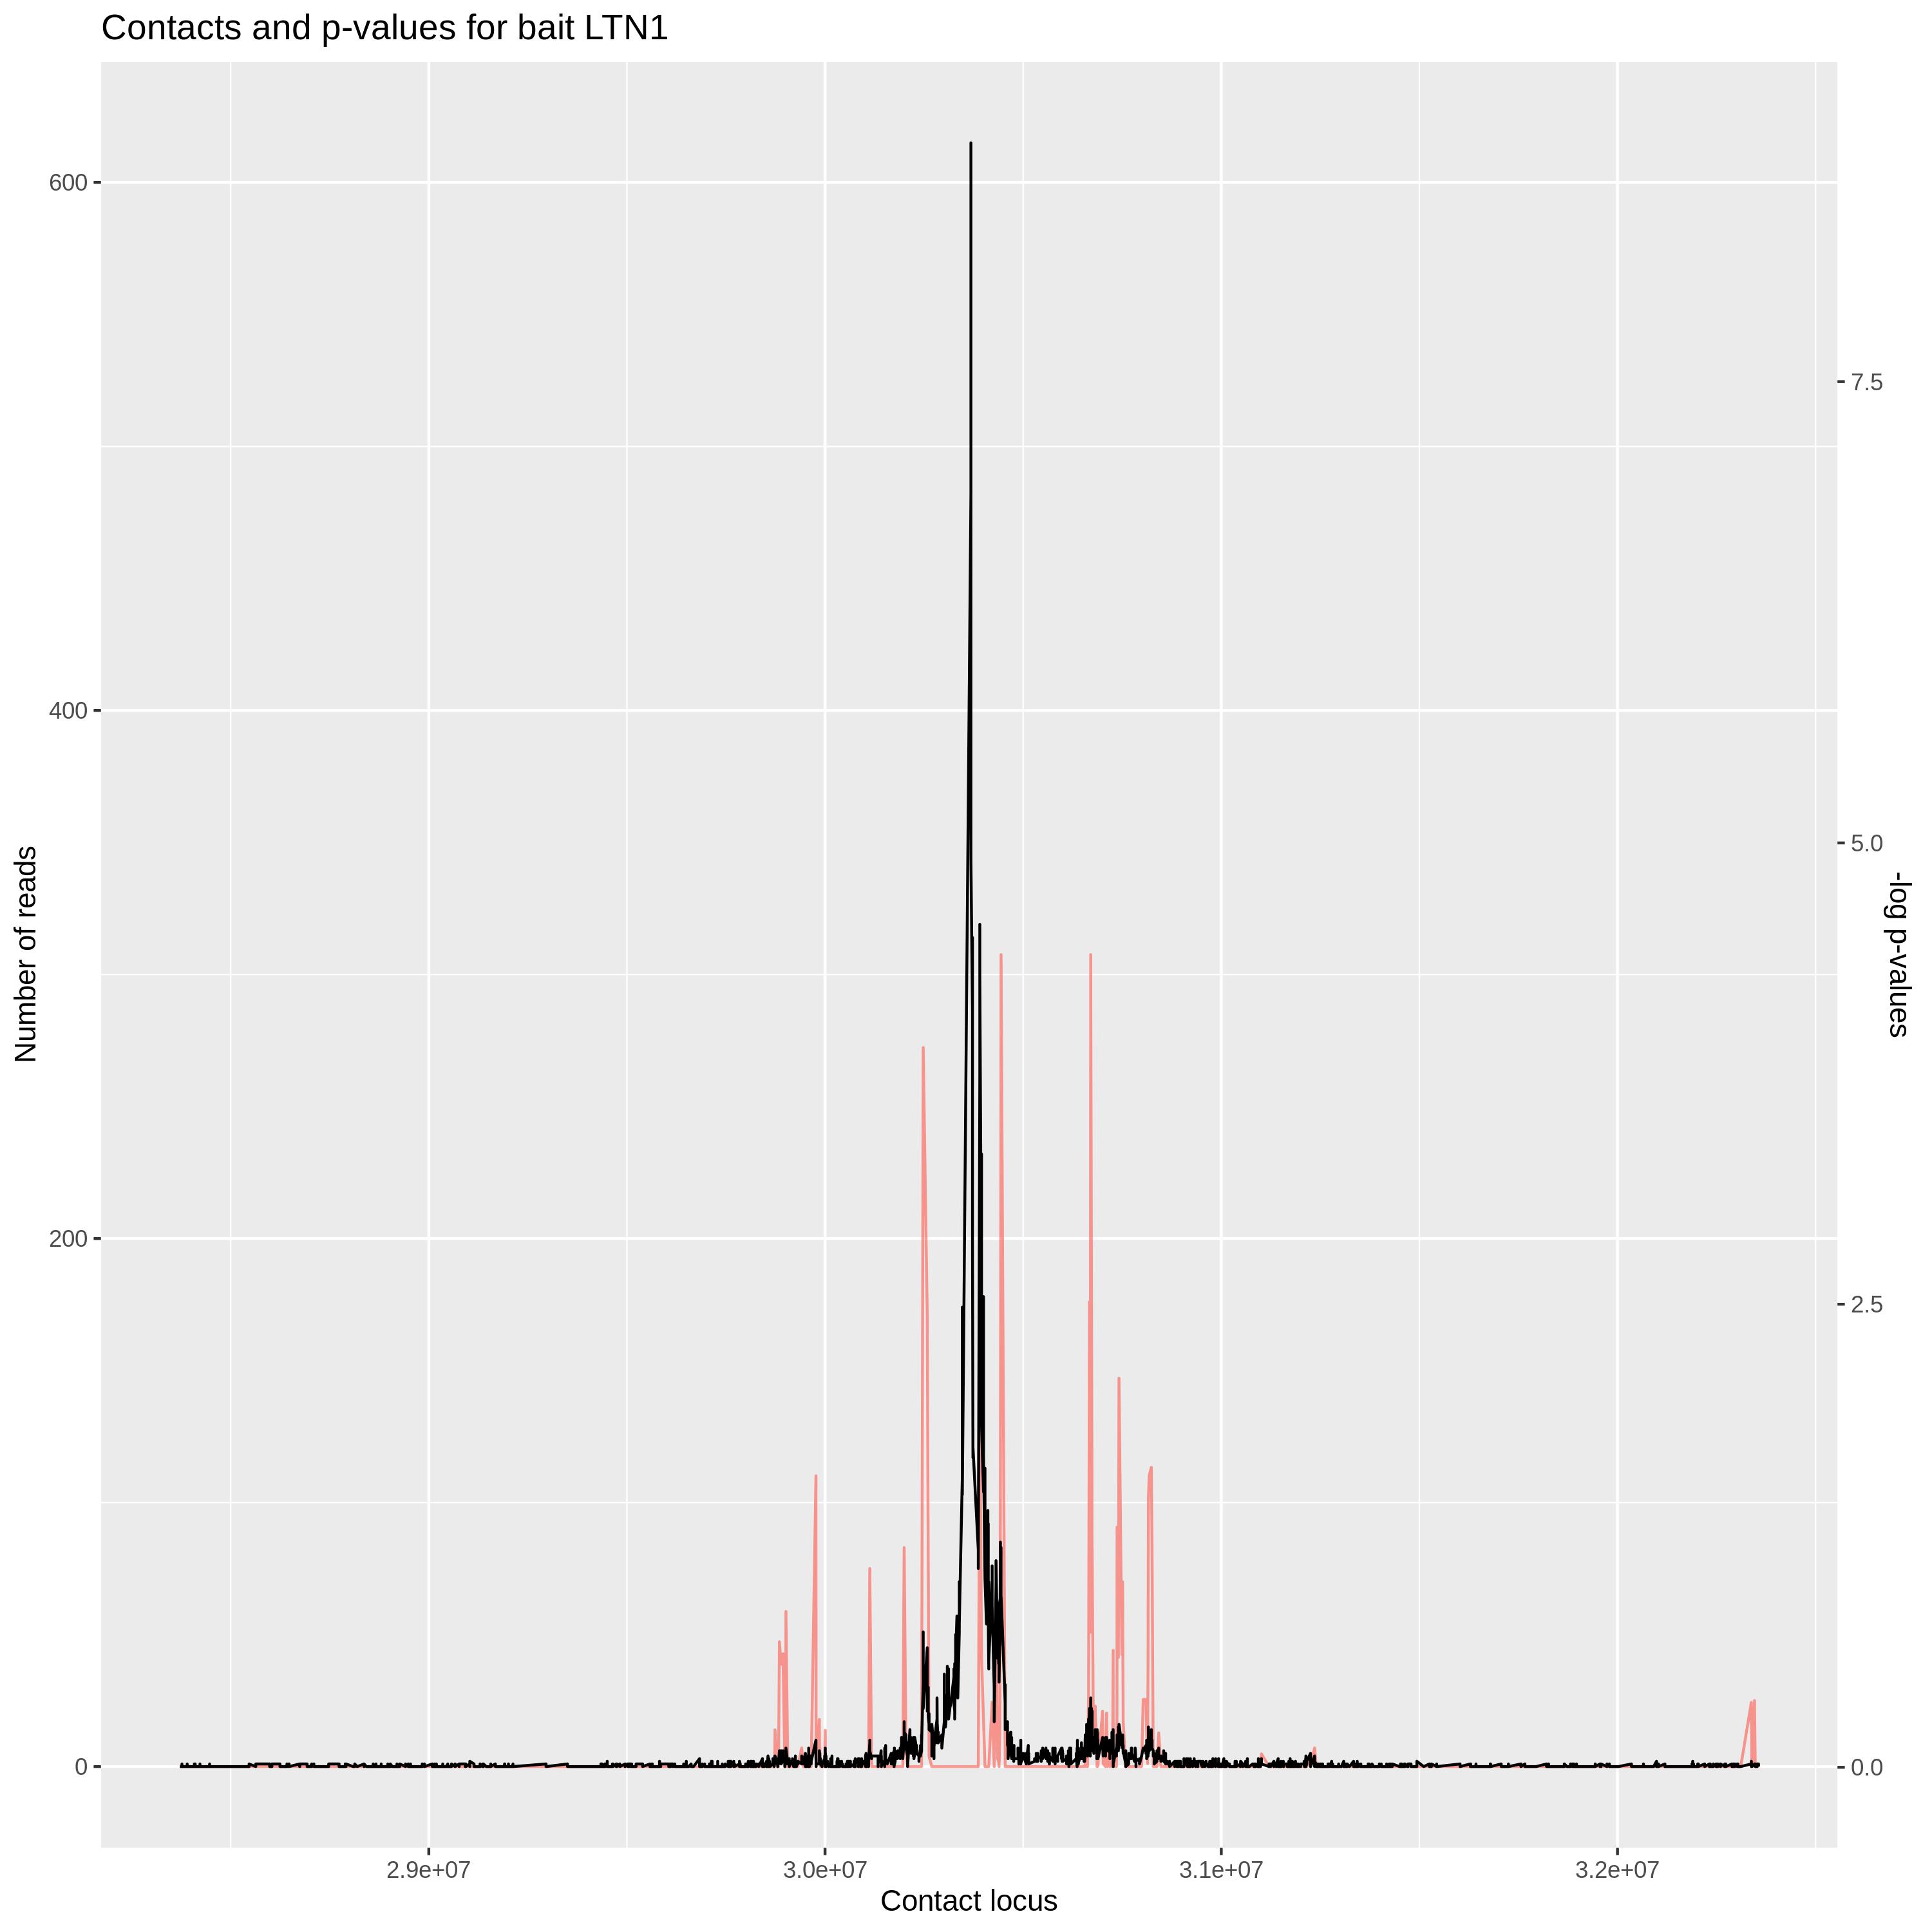 Contacts and p-values for bait LTN1
600
400
200
0
7.5
5.0
2.5
0.0
Number of reads
-log p-values
2.9e+07
3.0e+07
3.1e+07
3.2e+07
Contact locus